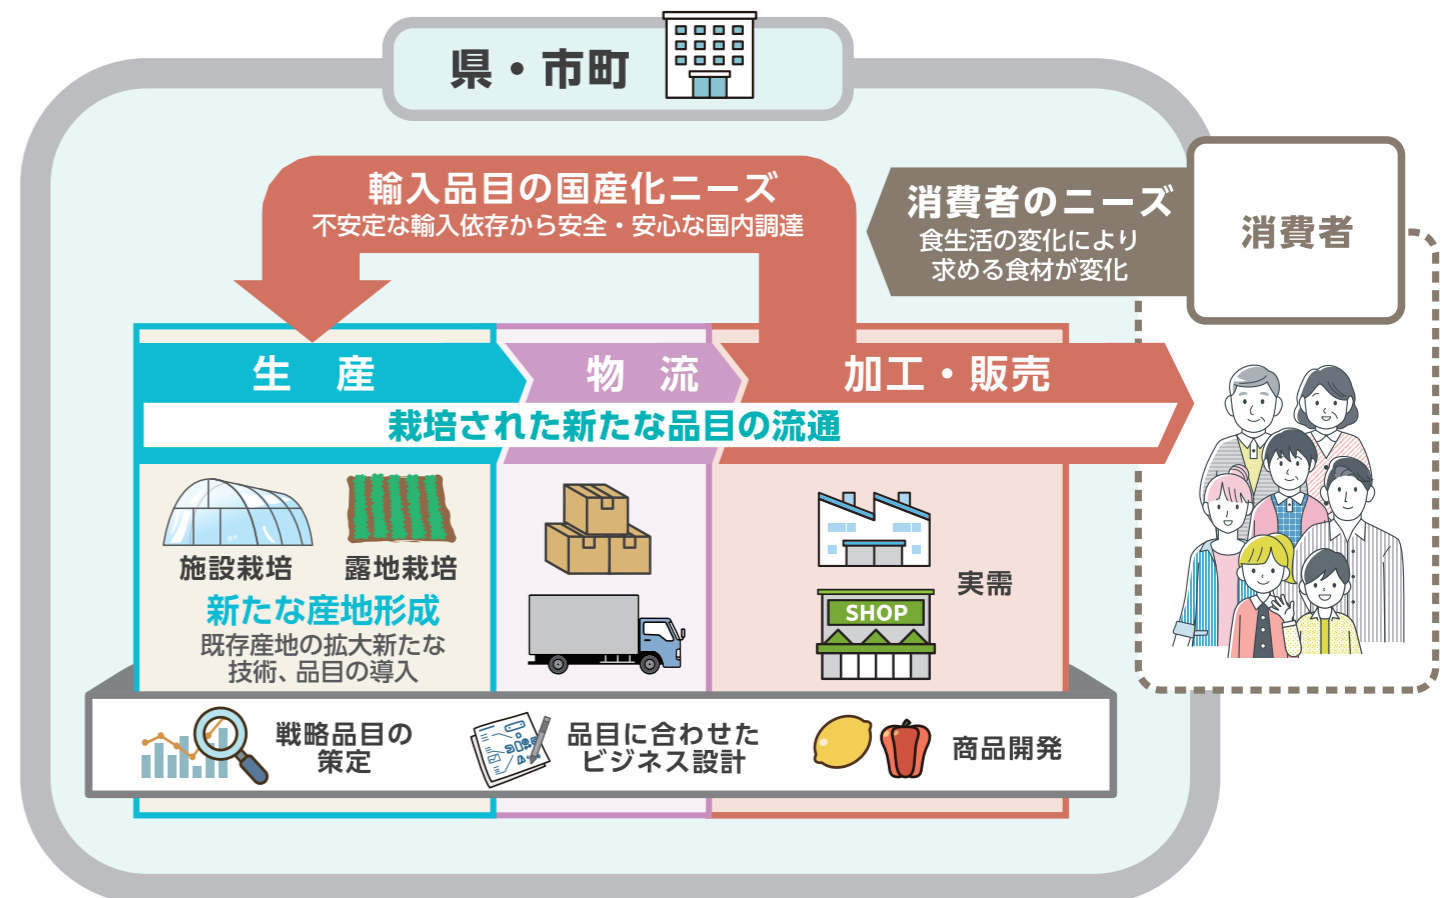 県・市町
輸入品目の国産化ニーズ
不安定な輸入依存から安全・安心な国内調達
消費者のニーズ
食生活の変化により
求める食材が変化
消費者
生　産
物　流
加工・販売
栽培された新たな品目の流通
施設栽培
露地栽培
新たな産地形成
既存産地の拡大新たな
技術、品目の導入
SHOP
実需
戦略品目の
策定
品目に合わせた
ビジネス設計
商品開発